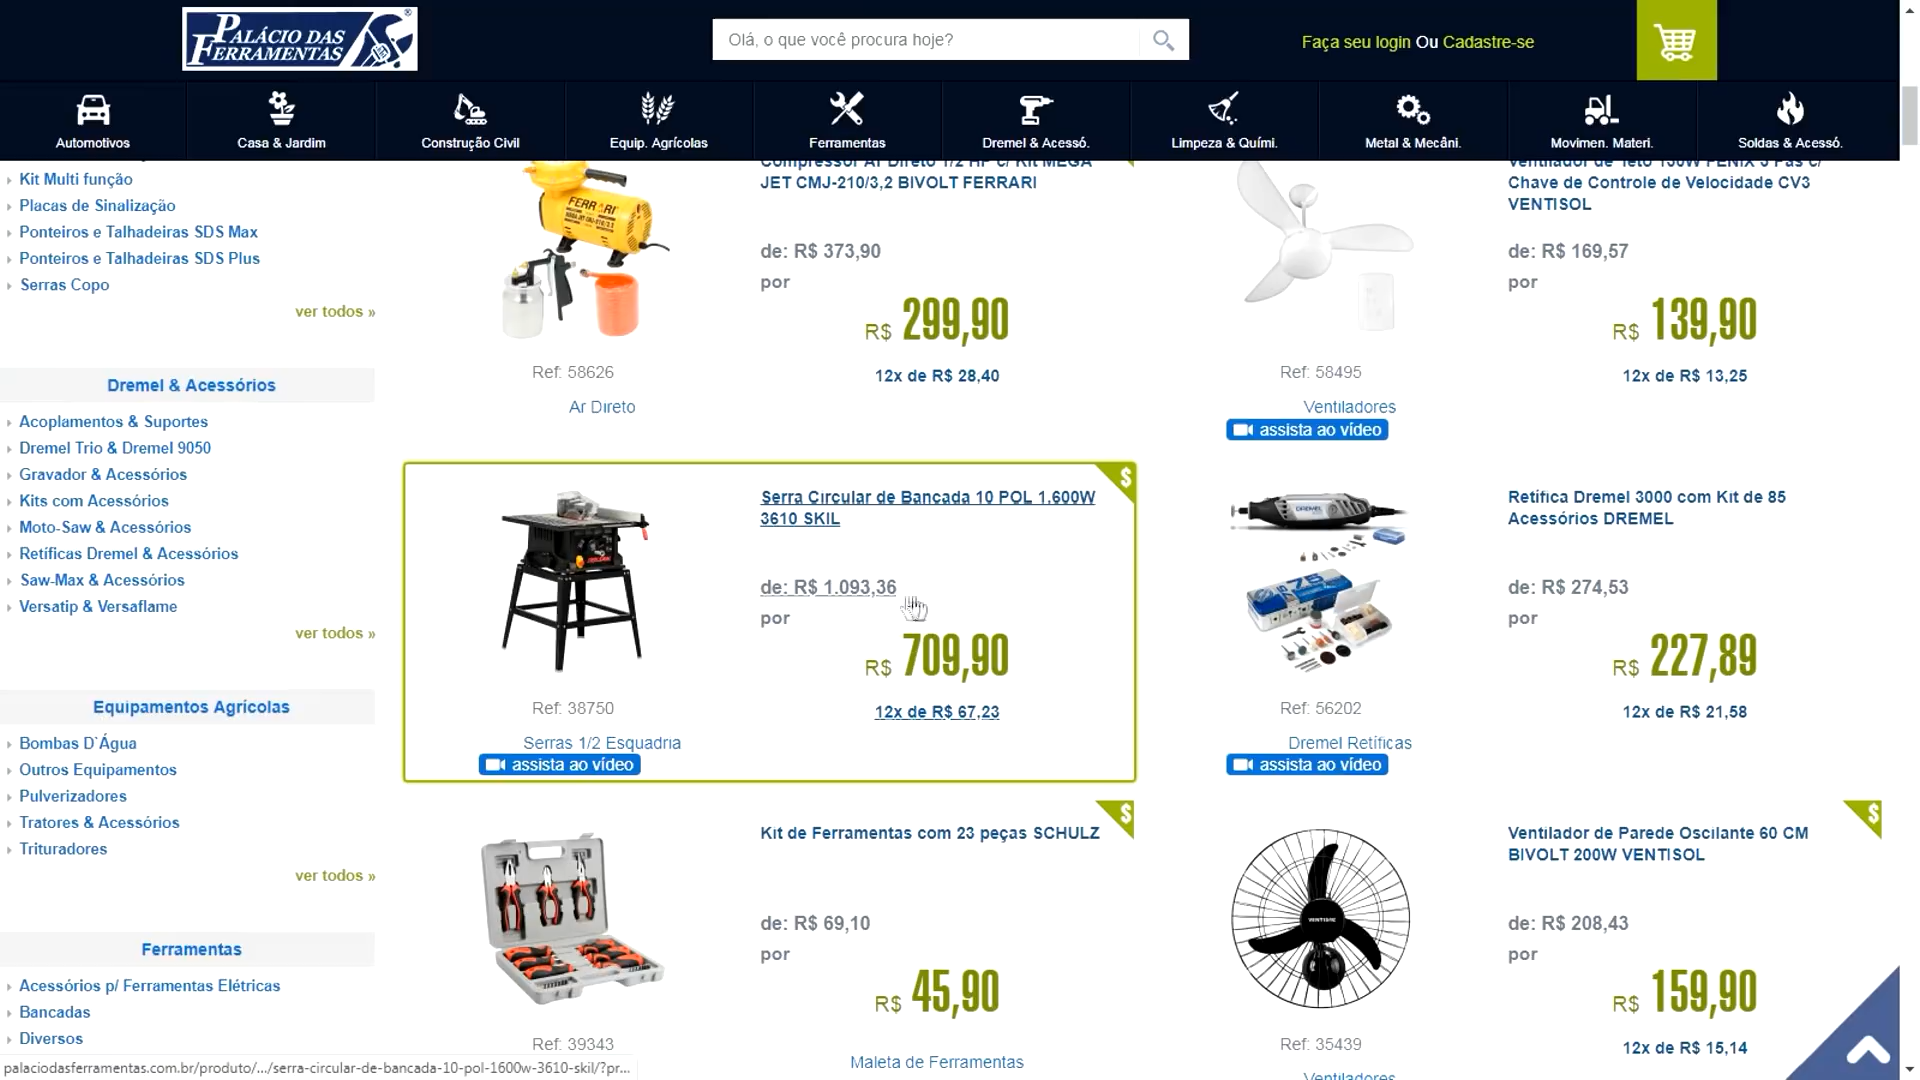 PALÁCIO DAS
FERRAMENTAS
®
Olá, o que você procura hoje?
Faça seu login Ou Cadastre-se
Automotivos
Casa & Jardim
Construção Civil
Equip. Agrícolas
Ferramentas
Dremel & Acessó.
Limpeza & Quími.
Metal & Mecâni.
Movimen. Materi.
Soldas & Acessó.
Kit Multi função
Placas de Sinalização
Ponteiros e Talhadeiras SDS Max
Ponteiros e Talhadeiras SDS Plus
Serras Copo
ver todos »
Dremel & Acessórios
Acoplamentos & Suportes
Dremel Trio & Dremel 9050
Gravador & Acessórios
Kits com Acessórios
Moto-Saw & Acessórios
Retíficas Dremel & Acessórios
Saw-Max & Acessórios
Versatip & Versaflame
ver todos »
Equipamentos Agrícolas
Bombas D`Água
Outros Equipamentos
Pulverizadores
Tratores & Acessórios
Trituradores
ver todos »
Ferramentas
Acessórios p/ Ferramentas Elétricas
Bancadas
Diversos
Compressor Ar Direto 1/2 HP c/ Kit MEGA
JET CMJ-210/3,2 BIVOLT FERRARI
FERRARI
de: R$ 373,90
por
R$ 299,90
Ref: 58626
12x de R$ 28,40
Ar Direto
Ventilador de Teto 130W FENIX 3 Pás c/
Chave de Controle de Velocidade CV3
VENTISOL
de: R$ 169,57
por
R$ 139,90
Ref: 58495
12x de R$ 13,25
Ventiladores
assista ao vídeo
$
Serra Circular de Bancada 10 POL 1.600W
3610 SKIL
de: R$ 1.093,36
por
R$ 709,90
Ref: 38750
12x de R$ 67,23
Serras 1/2 Esquadria
assista ao vídeo
Retífica Dremel 3000 com Kit de 85
Acessórios DREMEL
DREMEL
de: R$ 274,53
por
R$ 227,89
Ref: 56202
12x de R$ 21,58
Dremel Retíficas
assista ao vídeo
$
Kit de Ferramentas com 23 peças SCHULZ
de: R$ 69,10
por
R$ 45,90
Ref: 39343
Maleta de Ferramentas
$
Ventilador de Parede Oscilante 60 CM
BIVOLT 200W VENTISOL
VENTISOL
de: R$ 208,43
por
R$ 159,90
Ref: 35439
12x de R$ 15,14
Ventiladores
palaciodasferramentas.com.br/produto/.../serra-circular-de-bancada-10-pol-1600w-3610-skil/?pr...